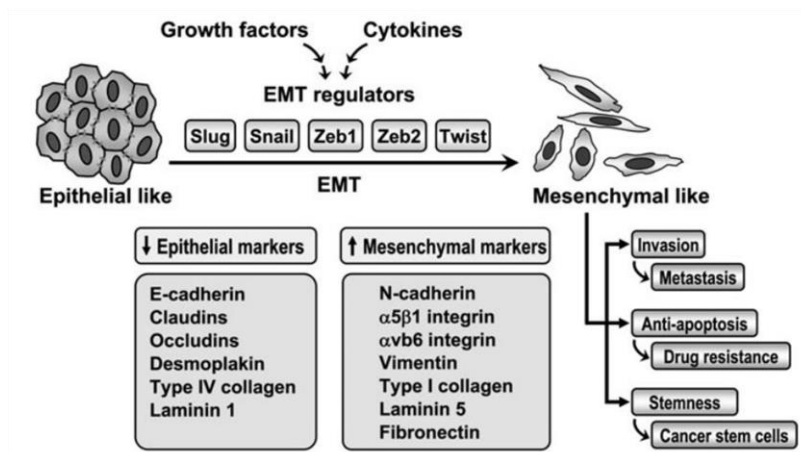 Growth factors Cytokines
EMT regulators
Slug Snail Zeb1 Zeb2 Twist
EMT
Epithelial like
Mesenchymal like
↓ Epithelial markers
E-cadherin
Claudins
Occludins
Desmoplakin
Type IV collagen
Laminin 1
↑ Mesenchymal markers
N-cadherin
α5β1 integrin
αvb6 integrin
Vimentin
Type I collagen
Laminin 5
Fibronectin
Invasion
Metastasis
Anti-apoptosis
Drug resistance
Stemness
Cancer stem cells